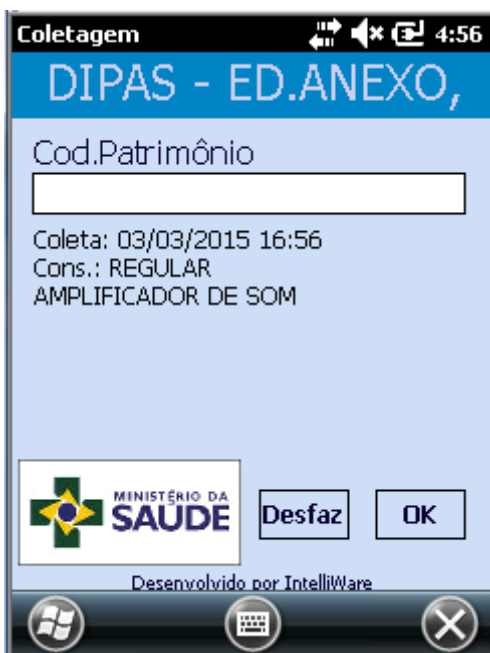 Coletagem 4:56
DIPAS - ED.ANEXO,
Cod.Patrimônio
Coleta: 03/03/2015 16:56
Cons.: REGULAR
AMPLIFICADOR DE SOM
MINISTÉRIO DA
SAÚDE
Desfaz OK
Desenvolvido por IntelliWare